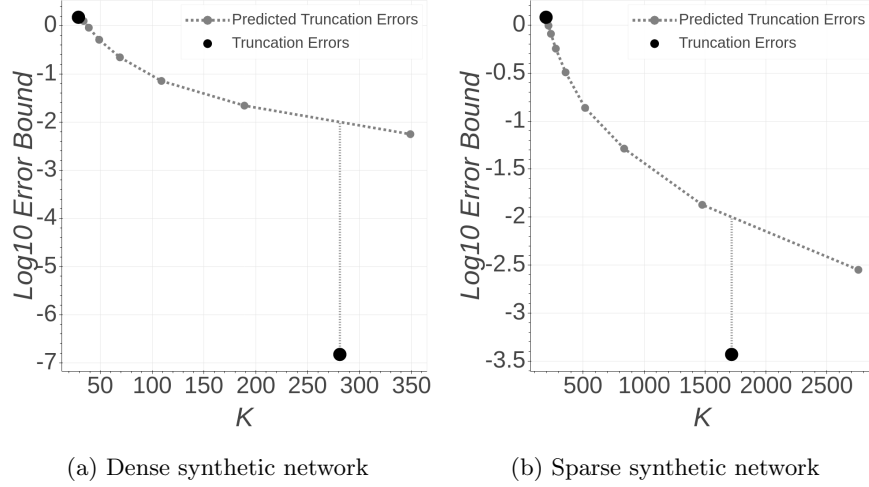 Predicted Truncation Errors
Truncation Errors
0
-1
-2
-3
-4
-5
-6
-7
Log10 Error Bound
50 100 150 200 250 300 350
K
(a) Dense synthetic network
Predicted Truncation Errors
Truncation Errors
0
-0.5
-1
-1.5
-2
-2.5
-3
-3.5
Log10 Error Bound
500 1000 1500 2000 2500
K
(b) Sparse synthetic network